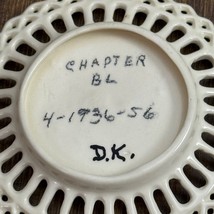 CHAPTER
BL
4-1936-56
D.K.